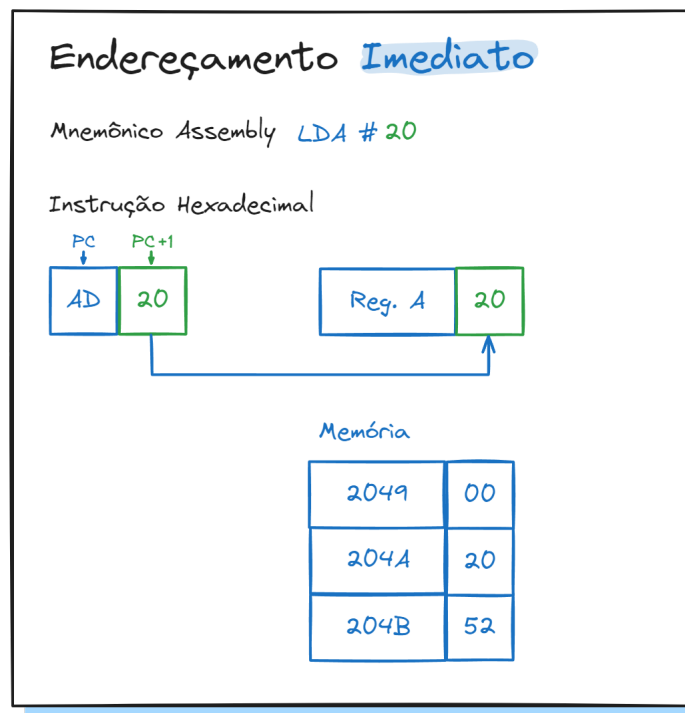 Endereçamento Imediato
Mnemônico Assembly LDA # 20
Instrução Hexadecimal
PC PC+1
AD 20 Reg. A 20
Memória
2049 00
204A 20
204B 52